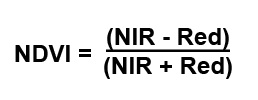 NDVI = (NIR - Red)
(NIR + Red)